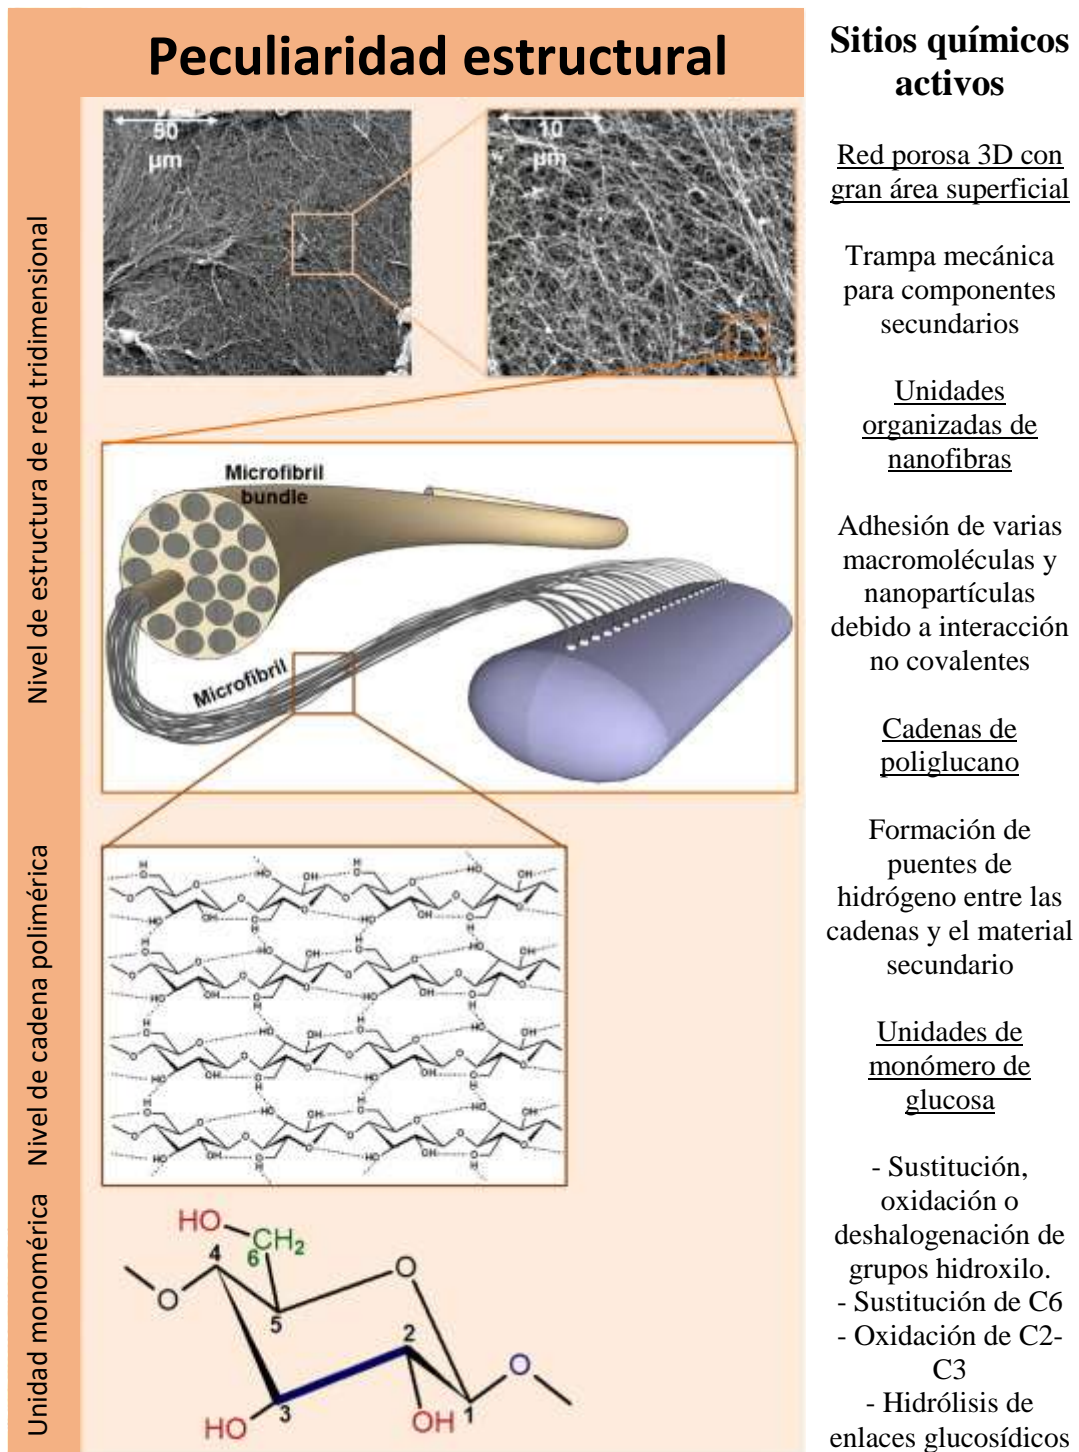 Peculiaridad estructural
Sitios químicos
activos
Nivel de estructura de red tridimensional
50
µm
10
µm
Microfibril
bundle
Microfibril
Red porosa 3D con
gran área superficial
Trampa mecánica
para componentes
secundarios
Unidades
organizadas de
nanofibras
Adhesión de varias
macromoléculas y
nanopartículas
debido a interacción
no covalentes
Nivel de cadena polimérica
Cadenas de
poliglucano
Formación de
puentes de
hidrógeno entre las
cadenas y el material
secundario
Unidad monomérica
HO
CH2
6
4
O
O
5
2
O
HO
3
OH
1
Unidades de
monómero de
glucosa
- Sustitución,
oxidación o
deshalogenación de
grupos hidroxilo.
- Sustitución de C6
- Oxidación de C2-
C3
- Hidrólisis de
enlaces glucosídicos